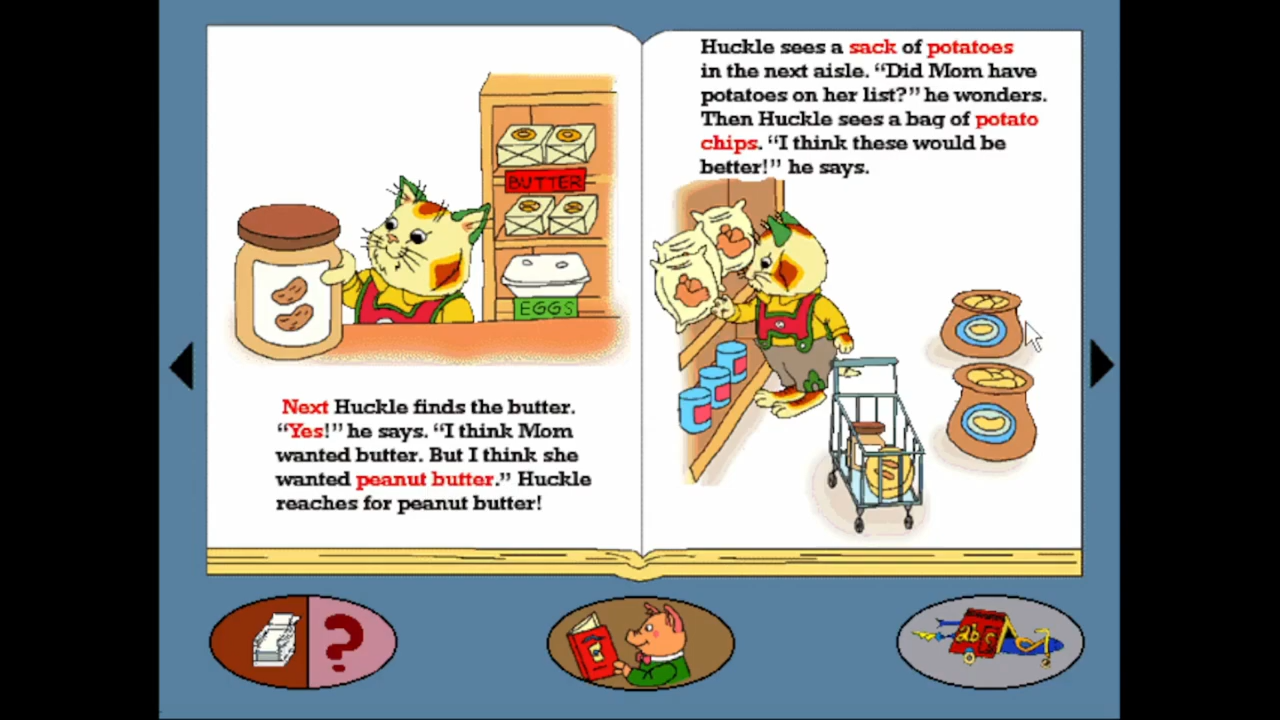 BUTTER
EGGS
Next Huckle finds the butter.
“Yes!” he says. “I think Mom
wanted butter. But I think she
wanted peanut butter.” Huckle
reaches for peanut butter!
Huckle sees a sack of potatoes
in the next aisle. “Did Mom have
potatoes on her list?” he wonders.
Then Huckle sees a bag of potato
chips. “I think these would be
better!” he says.
abc